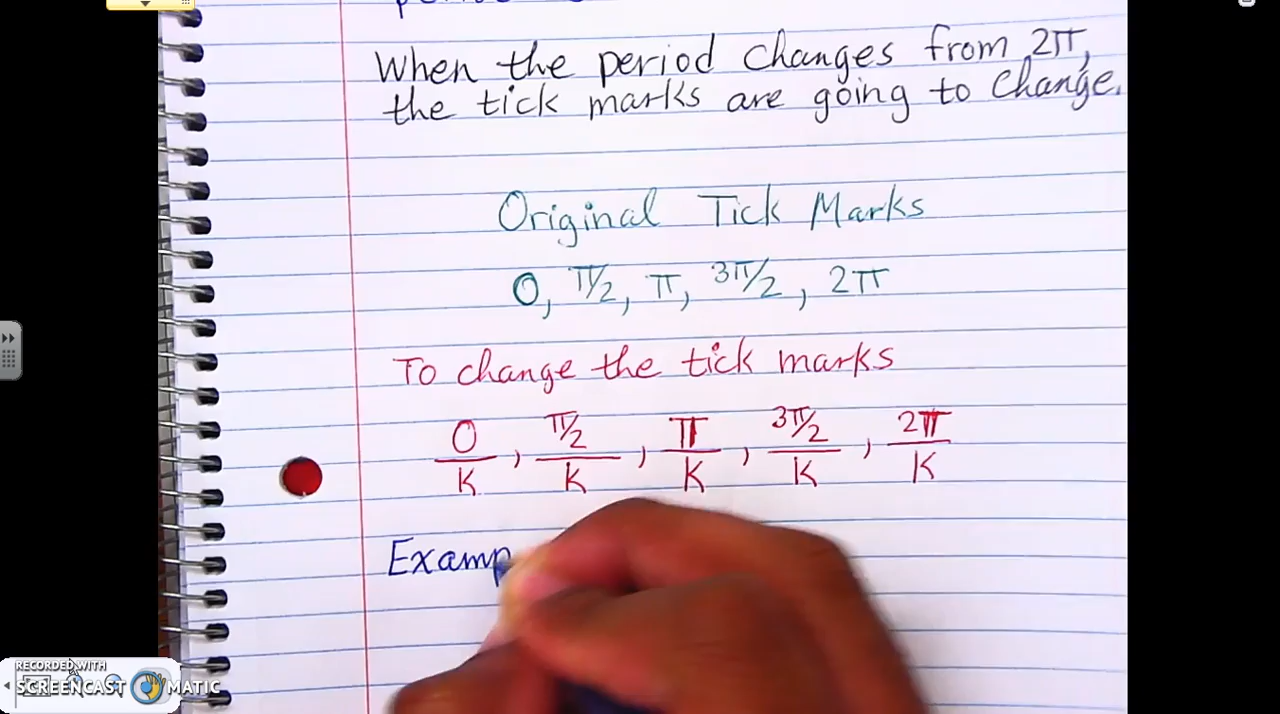 When the period changes from 2π,
the tick marks are going to change.
Original Tick Marks
0, π/2, π, 3π/2, 2π
To change the tick marks
0/K, π/2/K, π/K, 3π/2/K, 2π/K
Examp
RECORDED WITH
SCREENCAST MATIC